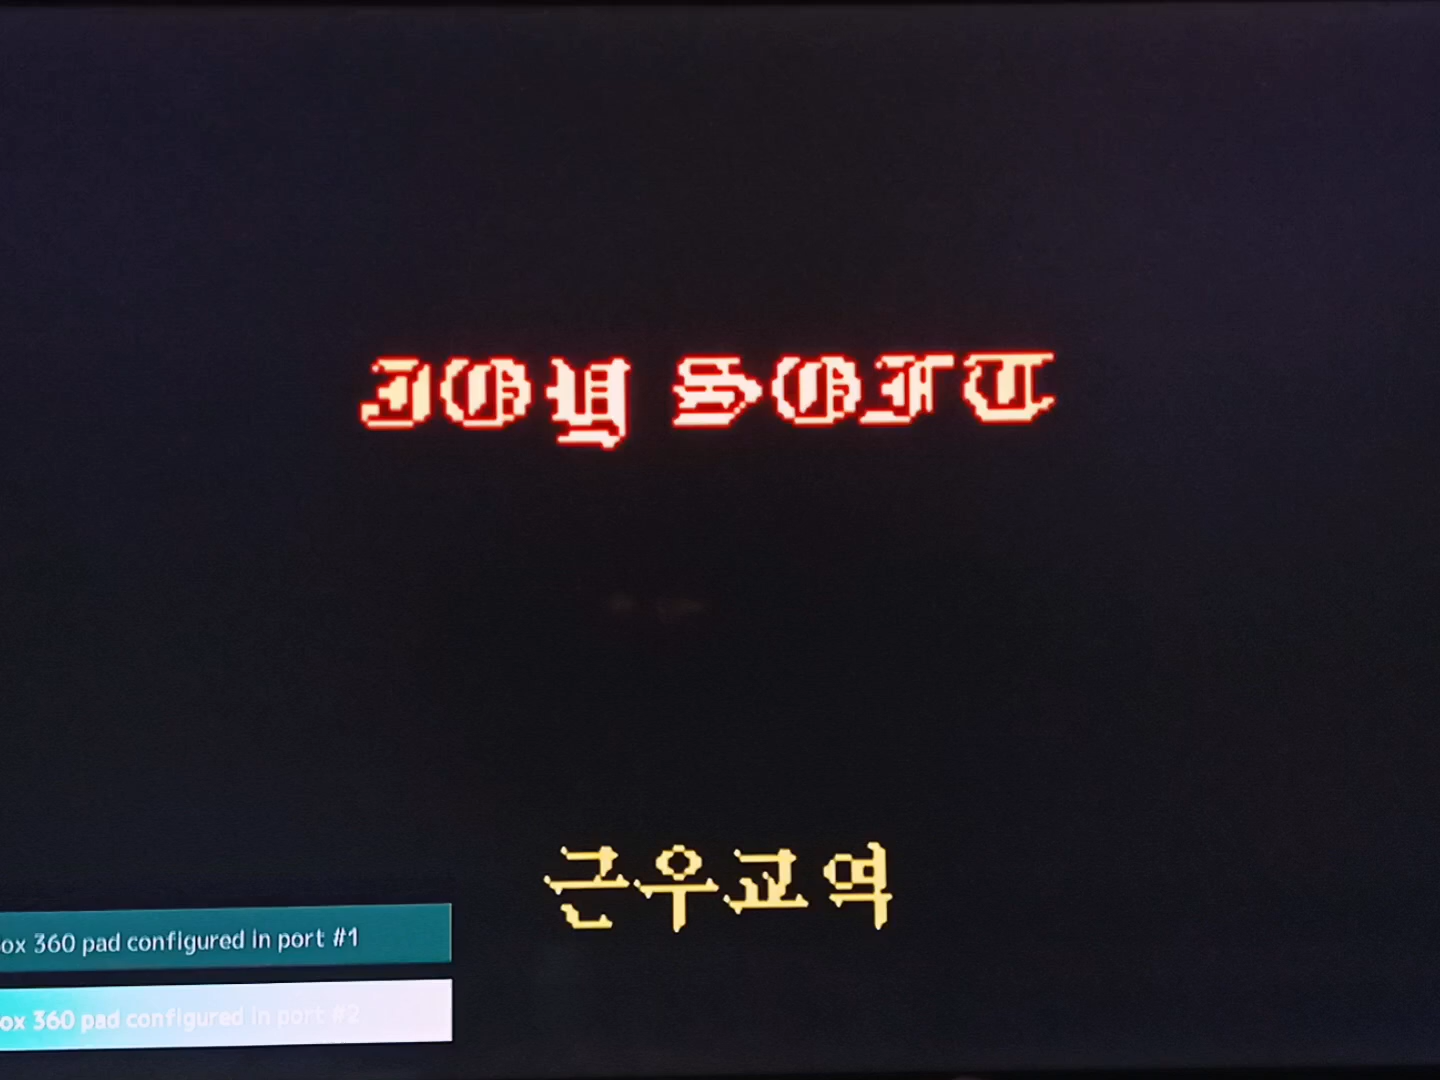 JOY SOFT
근우교역
ox 360 pad configured in port #1
ox 360 pad configured in port #2